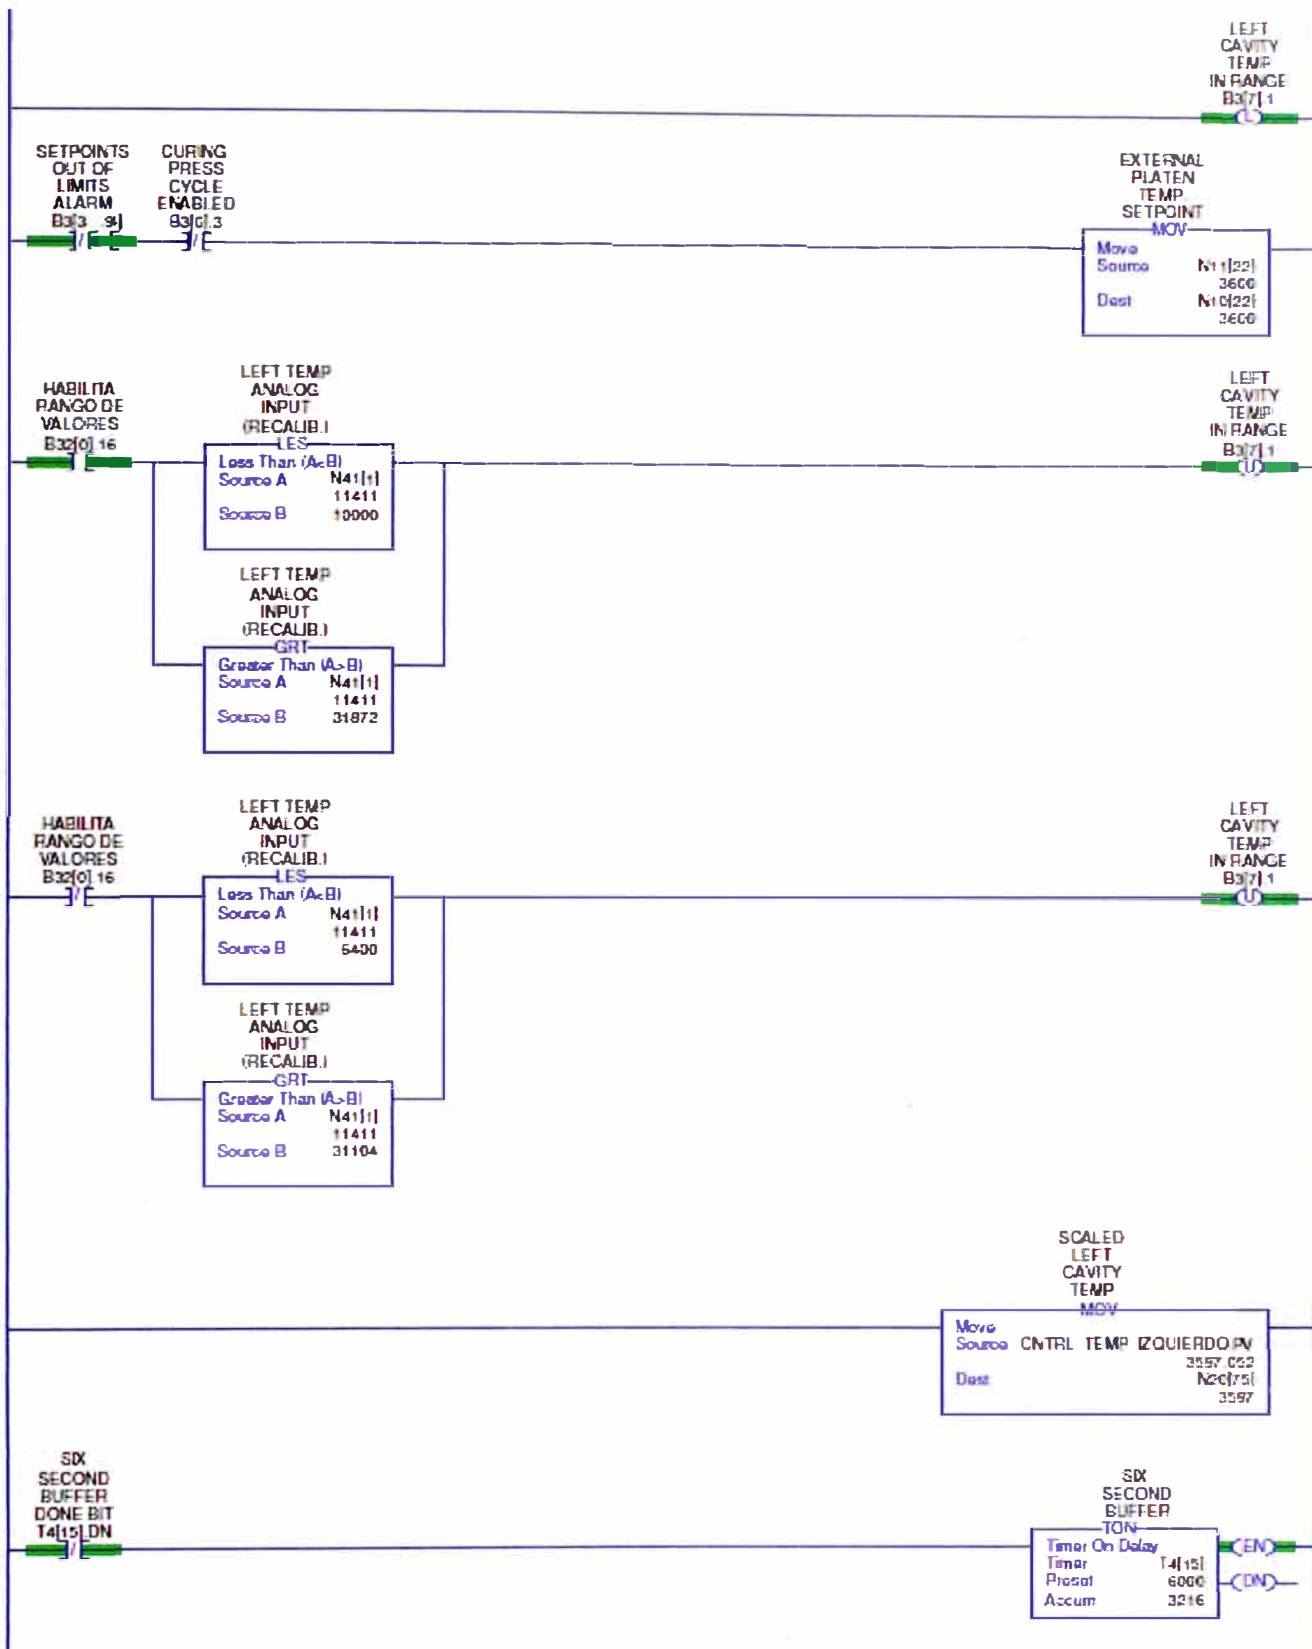 LEFT
CAVITY
TEMP
IN RANGE
B3[7].1
L
SETPOINTS
OUT OF
LIMITS
ALARM
CURING
PRESS
CYCLE
ENABLED
EXTERNAL
PLATEN
TEMP
SETPOINT
MOV
Move
Source N11[22]
3600
Dest N10[22]
3600
HABILITA
RANGO DE
VALORES
B32[0].16
LEFT TEMP
ANALOG
INPUT
(RECALIB.)
LES
Less Than (A<B)
Source A N41[1]
11411
Source B 10000
LEFT
CAVITY
TEMP
IN RANGE
B3[7].1
U
LEFT TEMP
ANALOG
INPUT
(RECALIB.)
GRT
Greater Than (A>B)
Source A N41[1]
11411
Source B 31872
HABILITA
RANGO DE
VALORES
B32[0].16
LEFT TEMP
ANALOG
INPUT
(RECALIB.)
LES
Less Than (A<B)
Source A N41[1]
11411
Source B 6400
LEFT
CAVITY
TEMP
IN RANGE
B3[7].1
U
LEFT TEMP
ANALOG
INPUT
(RECALIB.)
GRT
Greater Than (A>B)
Source A N41[1]
11411
Source B 31104
SCALED
LEFT
CAVITY
TEMP
MOV
Move
Source CNTRL TEMP IZQUIERDO.PV
3597.052
Dest
3597
SIX
SECOND
BUFFER
DONE BIT
T4[15].DN
SIX
SECOND
BUFFER
TON
Timer On Delay
Timer T4[15]
Preset 6000
Accum 3216
EN
DN